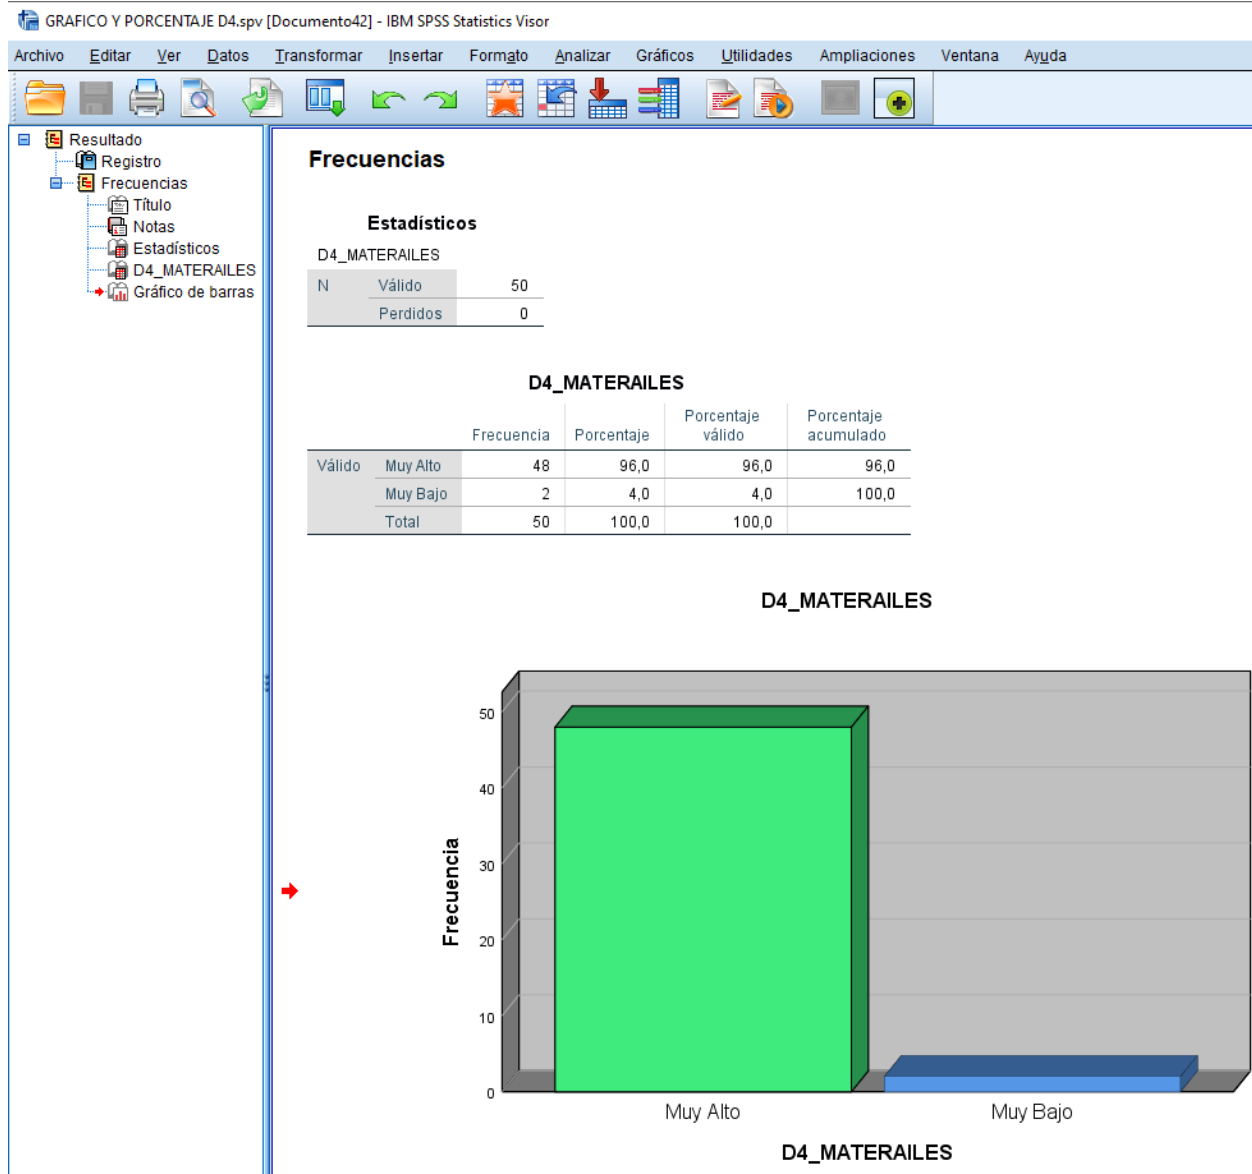 GRAFICO Y PORCENTAJE D4.spv [Documento42] - IBM SPSS Statistics Visor
Archivo Editar Ver Datos Transformar Insertar Formato Analizar Gráficos Utilidades Ampliaciones Ventana Ayuda
Resultado
Registro
Frecuencias
Título
Notas
Estadísticos
D4_MATERAILES
Gráfico de barras
Frecuencias
Estadísticos
D4_MATERAILES
N Válido 50
Perdidos 0
D4_MATERAILES
Frecuencia Porcentaje Porcentaje válido Porcentaje acumulado
Válido Muy Alto 48 96,0 96,0 96,0
Muy Bajo 2 4,0 4,0 100,0
Total 50 100,0 100,0
D4_MATERAILES
Frecuencia
50
40
30
20
10
0
Muy Alto Muy Bajo
D4_MATERAILES